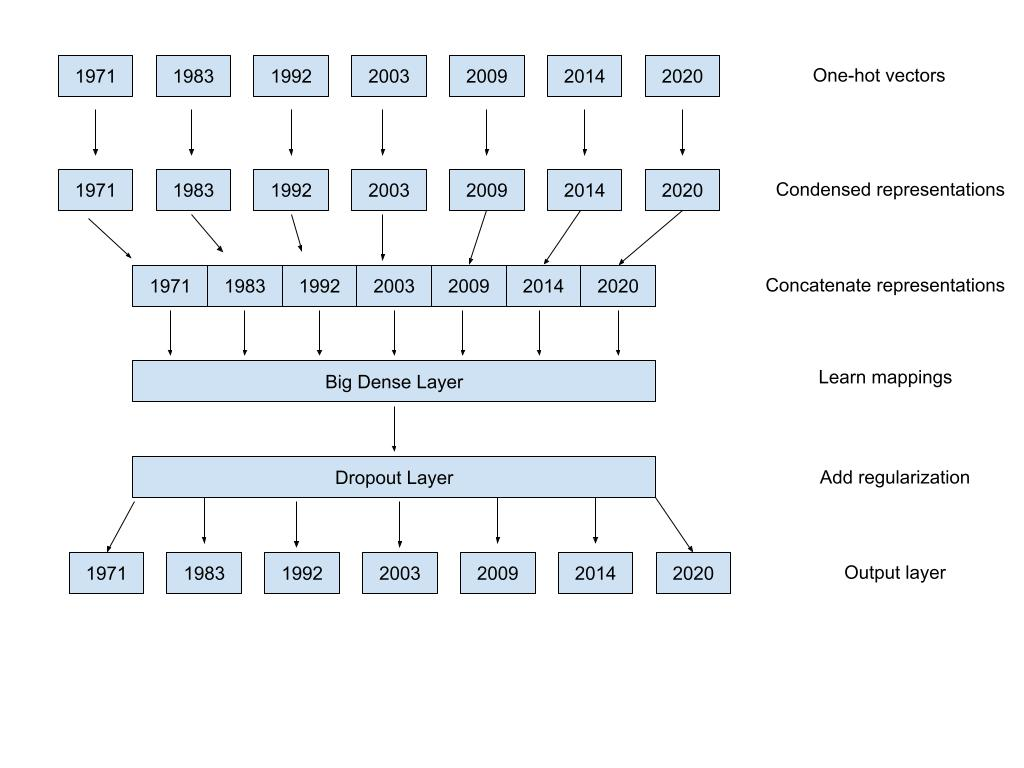 1971 1983 1992 2003 2009 2014 2020 One-hot vectors
1971 1983 1992 2003 2009 2014 2020 Condensed representations
1971 1983 1992 2003 2009 2014 2020 Concatenate representations
Big Dense Layer Learn mappings
Dropout Layer Add regularization
1971 1983 1992 2003 2009 2014 2020 Output layer